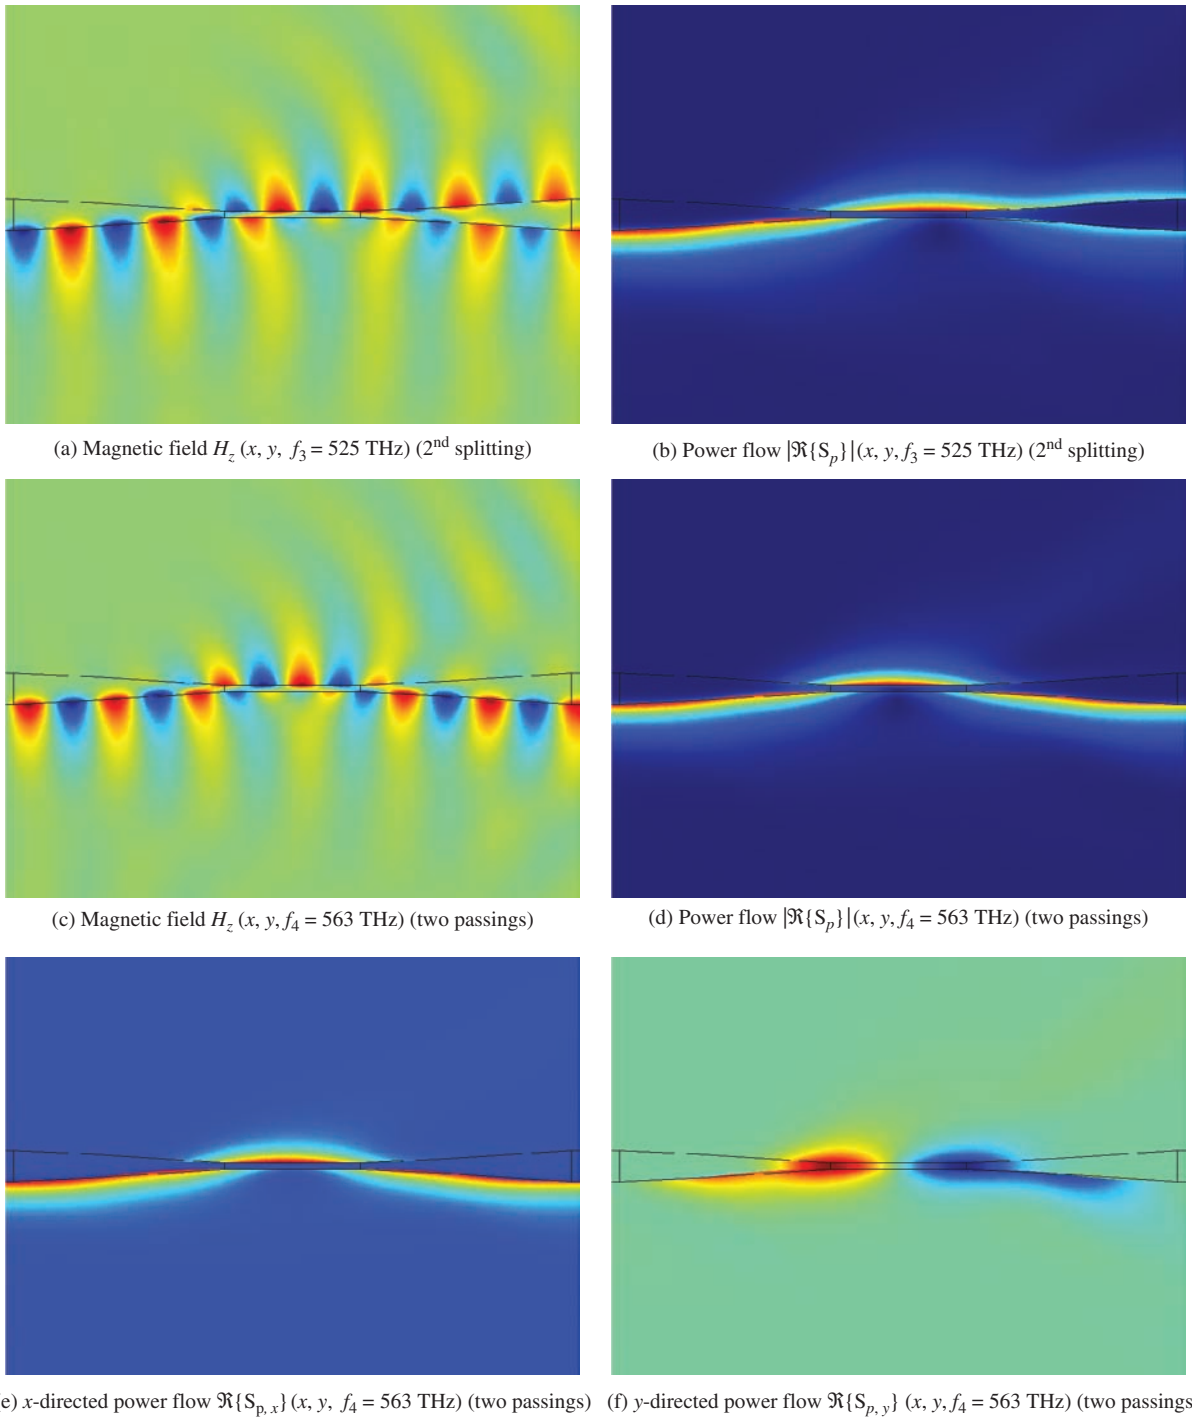 (a) Magnetic field H_z (x, y, f_3 = 525 THz) (2^nd splitting)
(b) Power flow |ℜ{S_p}|(x, y, f_3 = 525 THz) (2^nd splitting)
(c) Magnetic field H_z (x, y, f_4 = 563 THz) (two passings)
(d) Power flow |ℜ{S_p}|(x, y, f_4 = 563 THz) (two passings)
e) x-directed power flow ℜ{S_p, x} (x, y, f_4 = 563 THz) (two passings)
(f) y-directed power flow ℜ{S_p, y} (x, y, f_4 = 563 THz) (two passings